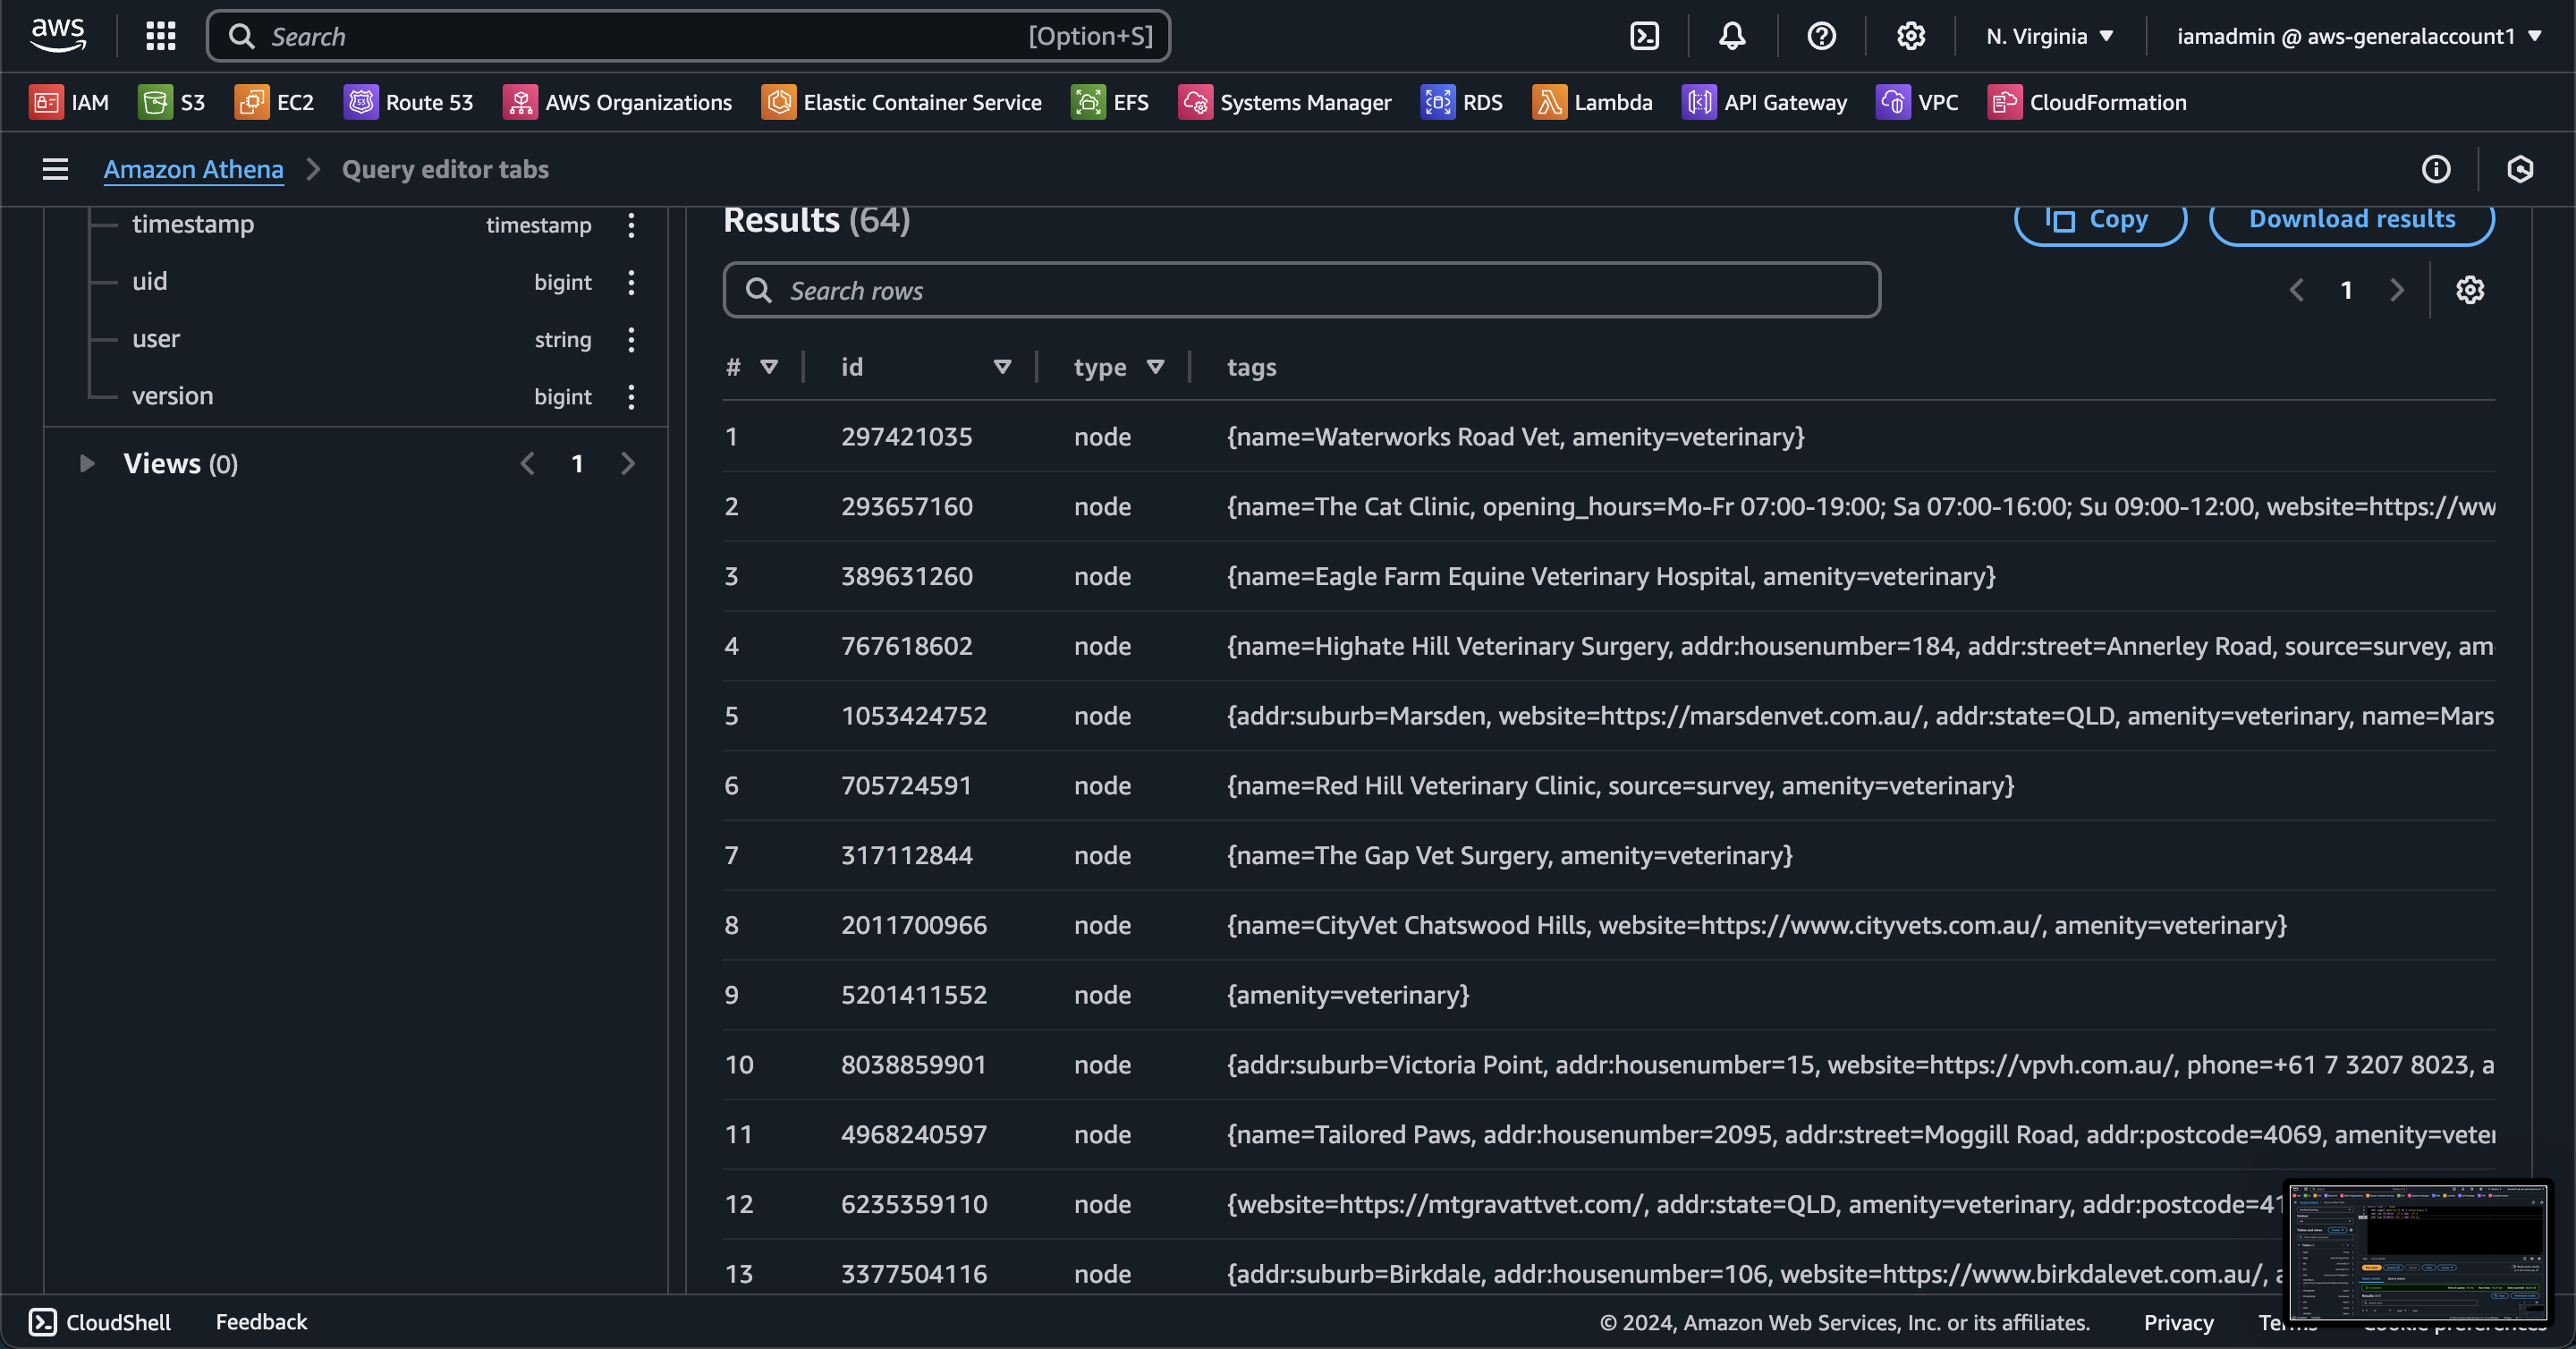 aws
Search [Option+S] N. Virginia iamadmin @ aws-generalaccount1
IAM S3 EC2 Route 53 AWS Organizations Elastic Container Service EFS Systems Manager RDS Lambda API Gateway VPC CloudFormation
Amazon Athena Query editor tabs
timestamp timestamp
uid bigint
user string
version bigint
Views (0) 1
Results (64) Copy Download results
Search rows 1
# id type tags
1 297421035 node {name=Waterworks Road Vet, amenity=veterinary}
2 293657160 node {name=The Cat Clinic, opening_hours=Mo-Fr 07:00-19:00; Sa 07:00-16:00; Su 09:00-12:00, website=https://ww
3 389631260 node {name=Eagle Farm Equine Veterinary Hospital, amenity=veterinary}
4 767618602 node {name=Highate Hill Veterinary Surgery, addr:housenumber=184, addr:street=Annerley Road, source=survey, am
5 1053424752 node {addr:suburb=Marsden, website=https://marsdenvet.com.au/, addr:state=QLD, amenity=veterinary, name=Mars
6 705724591 node {name=Red Hill Veterinary Clinic, source=survey, amenity=veterinary}
7 317112844 node {name=The Gap Vet Surgery, amenity=veterinary}
8 2011700966 node {name=CityVet Chatswood Hills, website=https://www.cityvets.com.au/, amenity=veterinary}
9 5201411552 node {amenity=veterinary}
10 8038859901 node {addr:suburb=Victoria Point, addr:housenumber=15, website=https://vpvh.com.au/, phone=+61 7 3207 8023, a
11 4968240597 node {name=Tailored Paws, addr:housenumber=2095, addr:street=Moggill Road, addr:postcode=4069, amenity=veter
12 6235359110 node {website=https://mtgravattvet.com/, addr:state=QLD, amenity=veterinary, addr:postcode=41
13 3377504116 node {addr:suburb=Birkdale, addr:housenumber=106, website=https://www.birkdalevet.com.au/,
CloudShell Feedback © 2024, Amazon Web Services, Inc. or its affiliates. Privacy Terms Cookie preferences